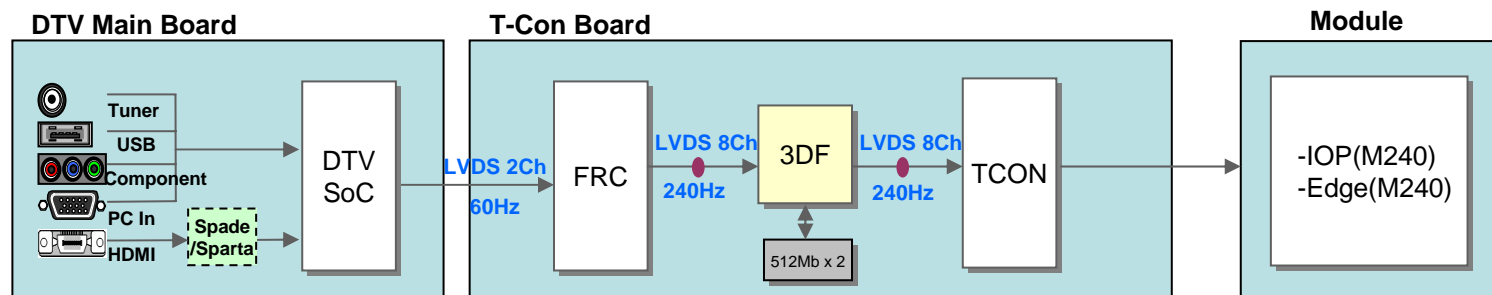 DTV Main Board
T-Con Board
Module
Tuner
USB
Component
PC In
HDMI
Spade
/Sparta
DTV
SoC
LVDS 2Ch
60Hz
FRC
LVDS 8Ch
240Hz
3DF
512Mb x 2
LVDS 8Ch
240Hz
TCON
-IOP(M240)
-Edge(M240)